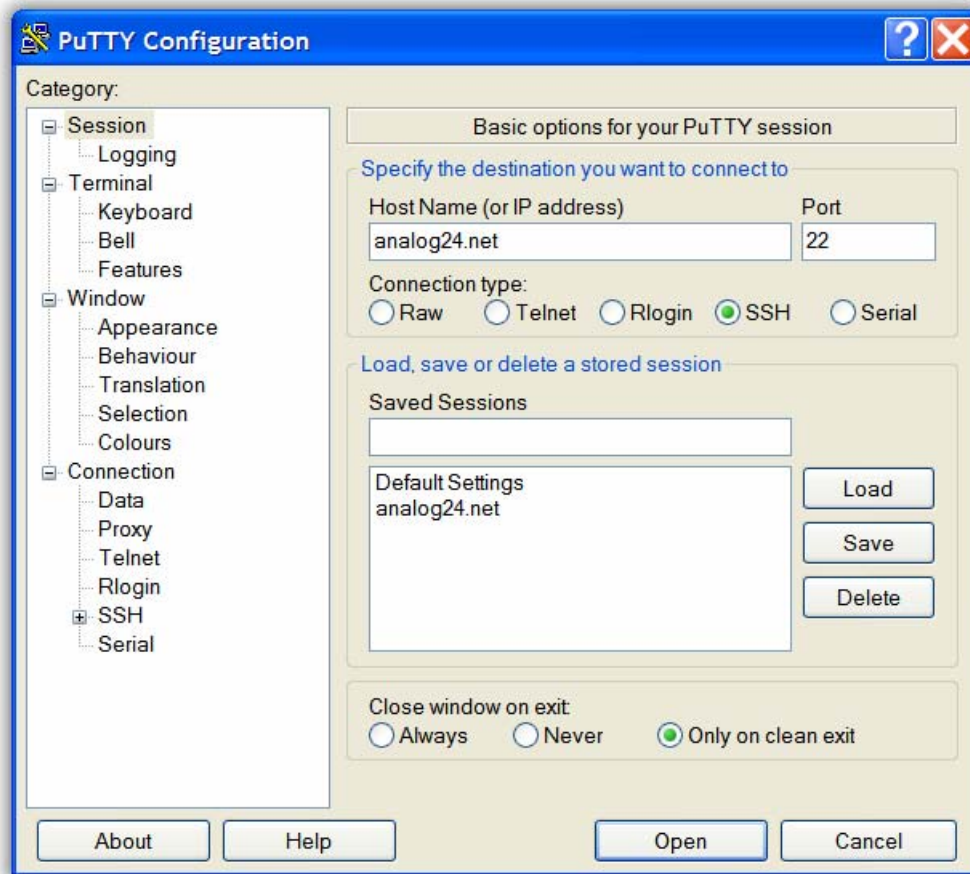 PuTTY Configuration
?
Category:
Session
Logging
Terminal
Keyboard
Bell
Features
Window
Appearance
Behaviour
Translation
Selection
Colours
Connection
Data
Proxy
Telnet
Rlogin
SSH
Serial
Basic options for your PuTTY session
Specify the destination you want to connect to
Host Name (or IP address) Port
analog24.net 22
Connection type:
Raw Telnet Rlogin SSH Serial
Load, save or delete a stored session
Saved Sessions
Default Settings
analog24.net
Load
Save
Delete
Close window on exit:
Always Never Only on clean exit
About Help Open Cancel